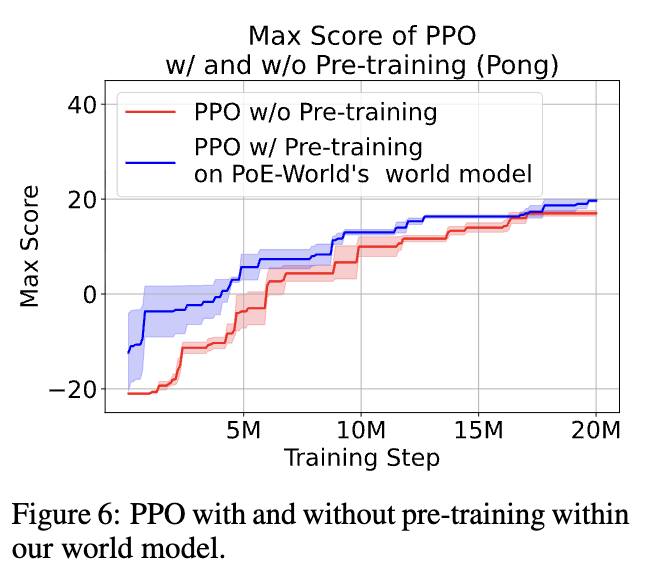 Max Score of PPO
w/ and w/o Pre-training (Pong)
PPO w/o Pre-training
PPO w/ Pre-training
on PoE-World's world model
Max Score
40
20
0
−20
5M
10M
15M
20M
Training Step
Figure 6: PPO with and without pre-training within
our world model.